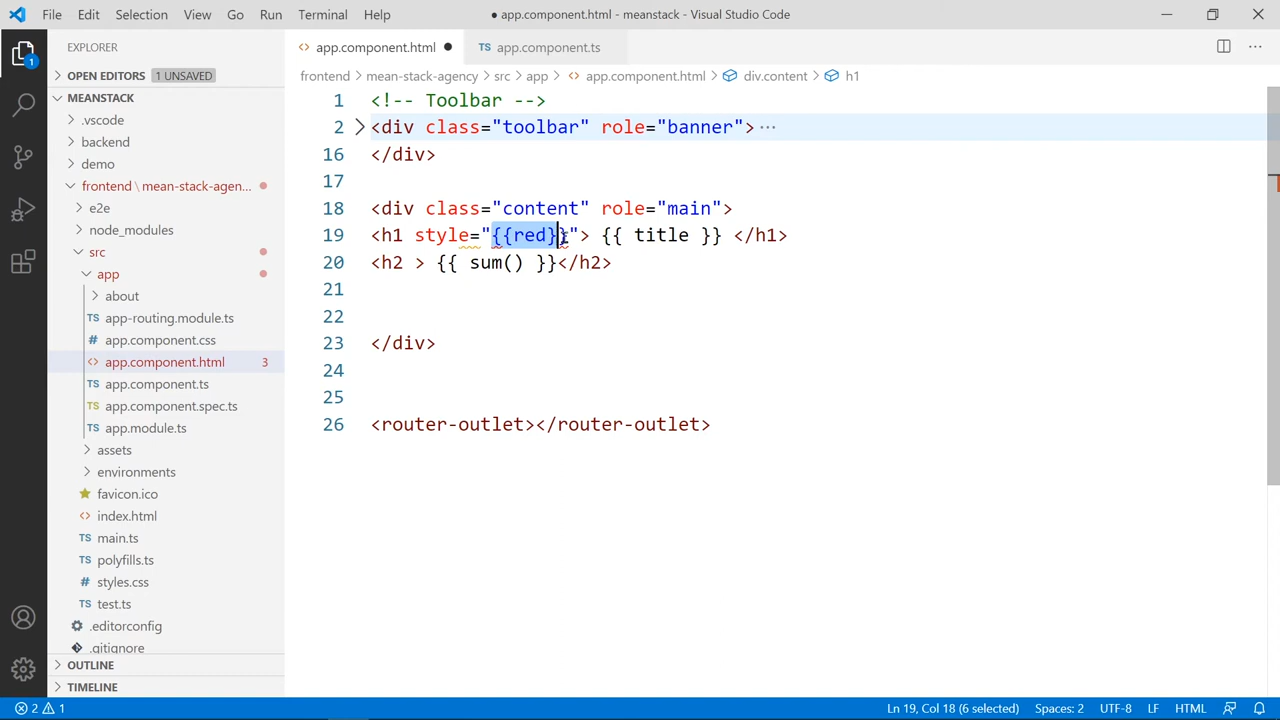 File Edit Selection View Go Run Terminal Help ● app.component.html - meanstack - Visual Studio Code
EXPLORER
OPEN EDITORS 1 UNSAVED
MEANSTACK
.vscode
backend
demo
frontend \ mean-stack-agen...
e2e
node_modules
src
app
about
app-routing.module.ts
app.component.css
app.component.html 3
app.component.ts
app.component.spec.ts
app.module.ts
assets
environments
favicon.ico
index.html
main.ts
polyfills.ts
styles.css
test.ts
.editorconfig
.gitignore
OUTLINE
TIMELINE
1
app.component.html ● TS app.component.ts
frontend > mean-stack-agency > src > app > app.component.html > div.content > h1
1 <!-- Toolbar -->
2 <div class="toolbar" role="banner"> ···
16 </div>
17
18 <div class="content" role="main">
19 <h1 style="{{red}}"> {{ title }} </h1>
20 <h2 > {{ sum() }}</h2>
21
22
23 </div>
24
25
26 <router-outlet></router-outlet>
2 1 Ln 19, Col 18 (6 selected) Spaces: 2 UTF-8 LF HTML